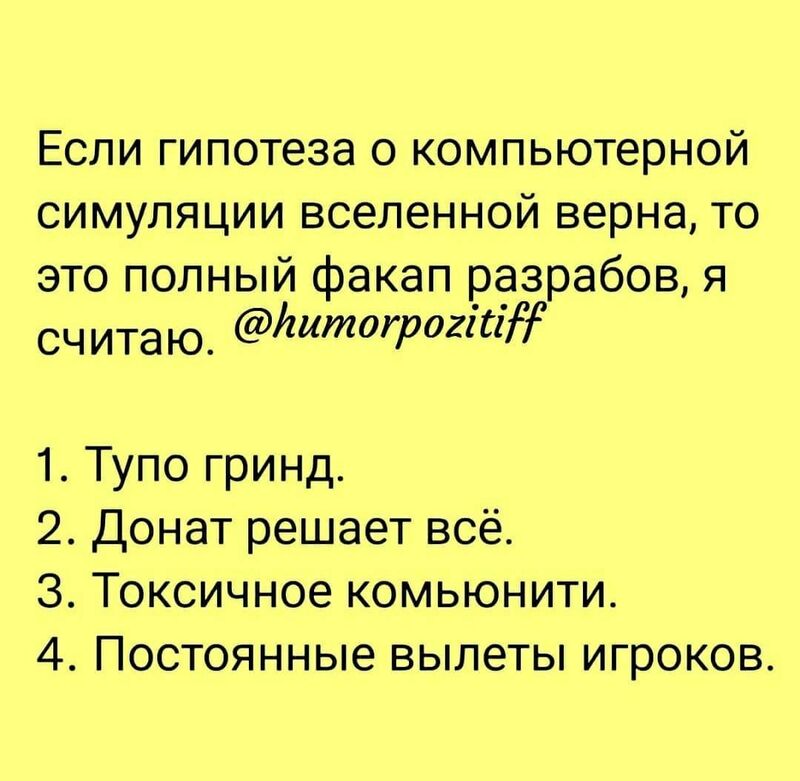 Если гипотеза о компьютерной
симуляции вселенной верна, то
это полный факап разрабов, я
считаю. @humorpozitiff
1. Тупо гринд.
2. Донат решает всё.
3. Токсичное комьюнити.
4. Постоянные вылеты игроков.